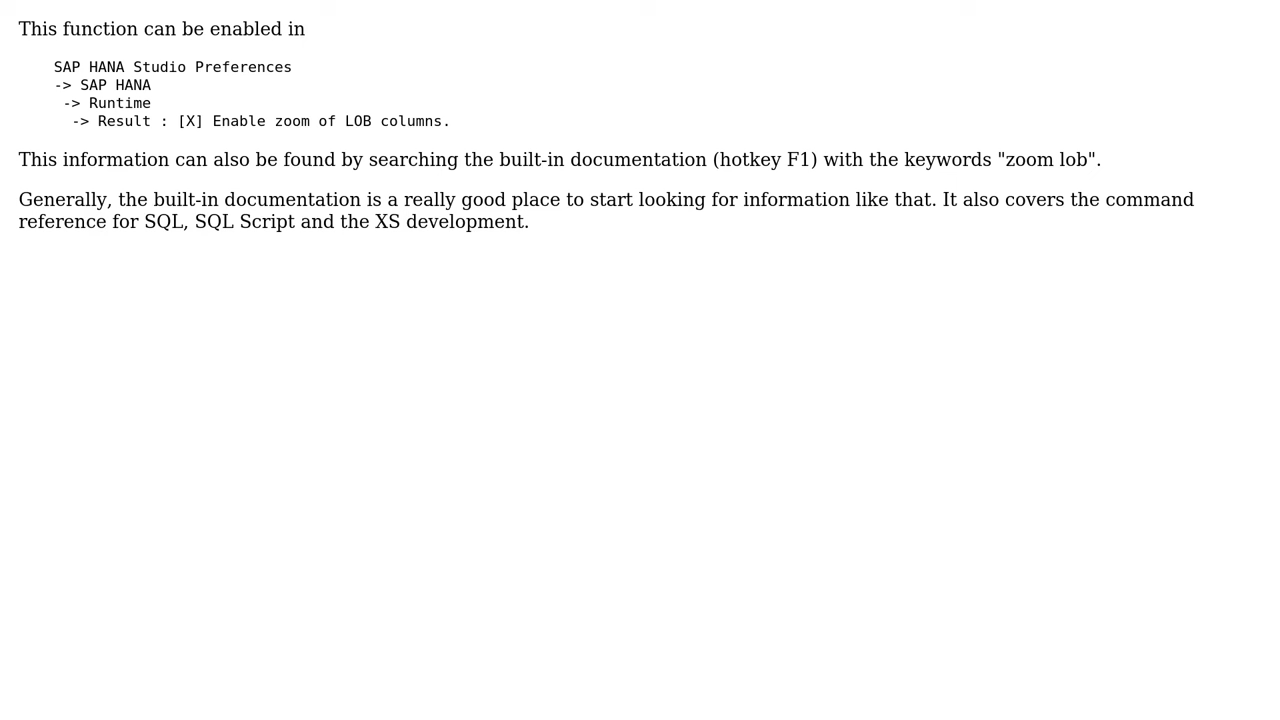 This function can be enabled in
SAP HANA Studio Preferences
-> SAP HANA
-> Runtime
-> Result : [X] Enable zoom of LOB columns.
This information can also be found by searching the built-in documentation (hotkey F1) with the keywords "zoom lob".
Generally, the built-in documentation is a really good place to start looking for information like that. It also covers the command
reference for SQL, SQL Script and the XS development.